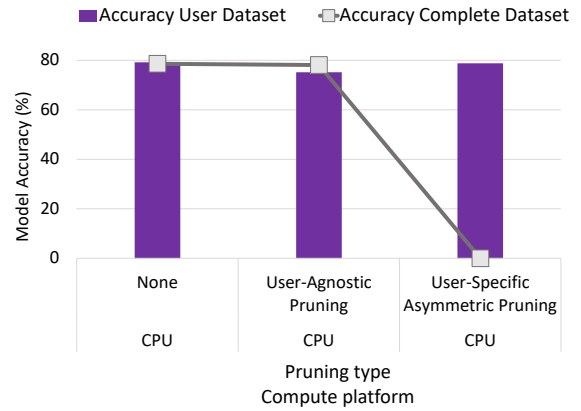 Accuracy User Dataset Accuracy Complete Dataset
Model Accuracy (%)
80
60
40
20
0
None User-Agnostic Pruning User-Specific Asymmetric Pruning
CPU CPU CPU
Pruning type
Compute platform